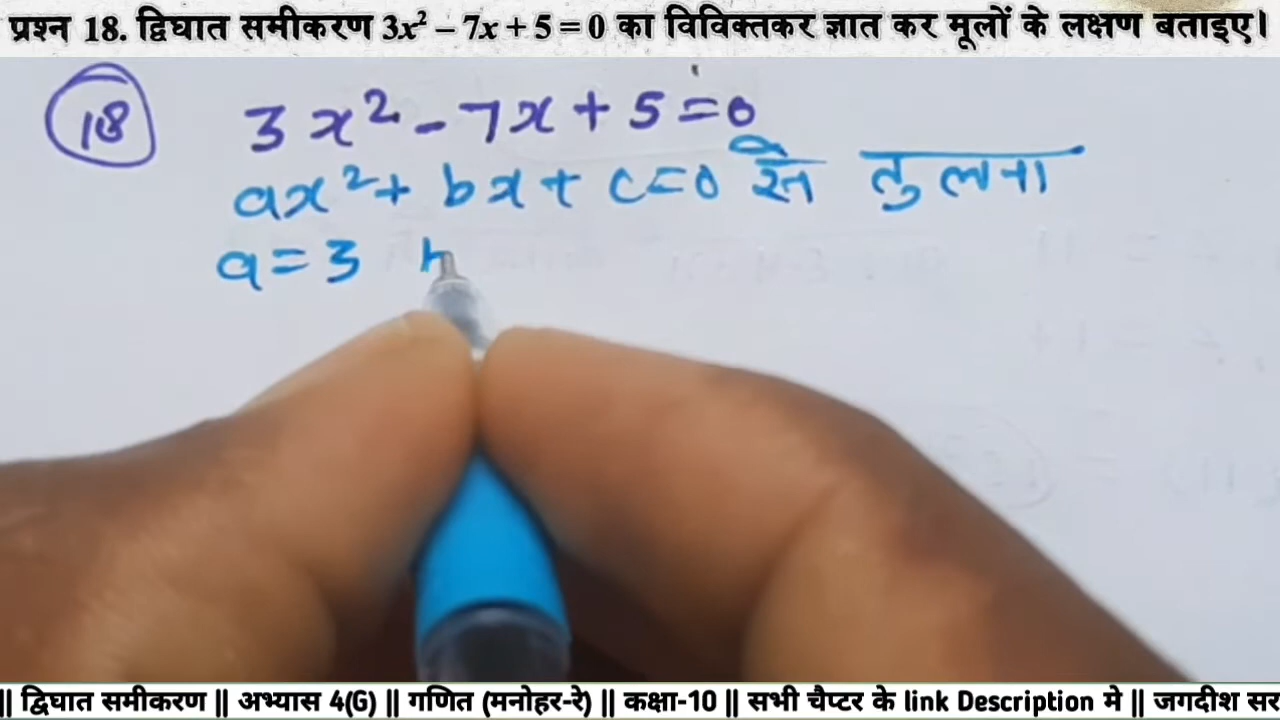 प्रश्न 18. द्विघात समीकरण 3x² – 7x + 5 = 0 का विविक्तकर ज्ञात कर मूलों के लक्षण बताइए।
18 3x² - 7x + 5 = 0
ax² + bx + c = 0 से तुलना
a = 3
|| द्विघात समीकरण || अभ्यास 4(G) || गणित (मनोहर-रे) || कक्षा-10 || सभी चैप्टर के link Description मे || जगदीश सर